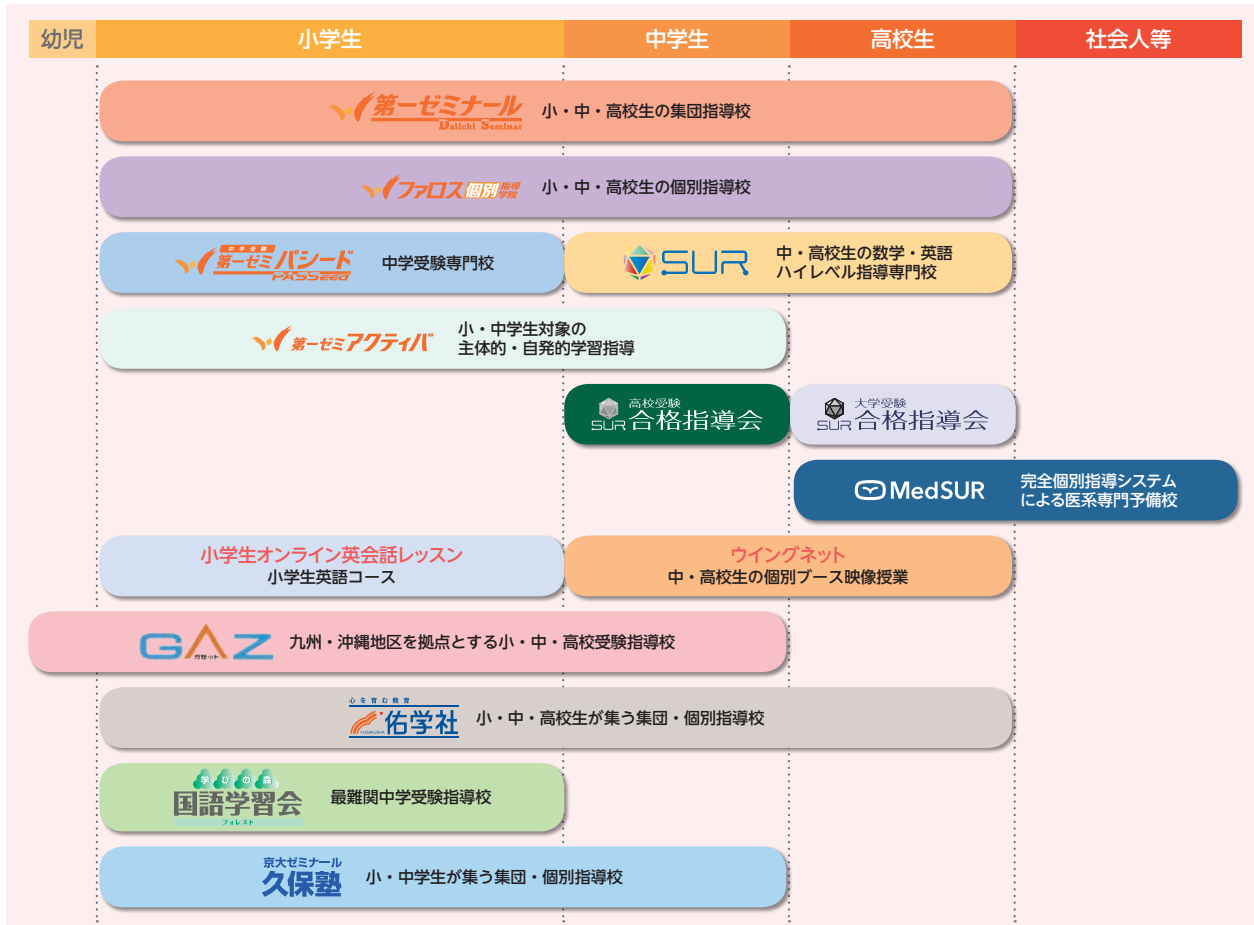 幼児 小学生 中学生 高校生 社会人等
第一ゼミナール
Daiichi Seminar
小・中・高校生の集団指導校
ファロス個別指導学院
小・中・高校生の個別指導校
中学受験
第一ゼミパシード
PASSeed
中学受験専門校
SUR
中・高校生の数学・英語
ハイレベル指導専門校
第一ゼミアクティバ
小・中学生対象の
主体的・自発的学習指導
高校受験
SUR 合格指導会
大学受験
SUR 合格指導会
MedSUR
完全個別指導システム
による医系専門予備校
小学生オンライン英会話レッスン
小学生英語コース
ウイングネット
中・高校生の個別ブース映像授業
GAZ
ガゼット
九州・沖縄地区を拠点とする小・中・高校受験指導校
心を育む教育
佑学社
YUGAKUSHA
小・中・高校生が集う集団・個別指導校
学びの森
国語学習会
フォレスト
最難関中学受験指導校
京大ゼミナール
久保塾
小・中学生が集う集団・個別指導校